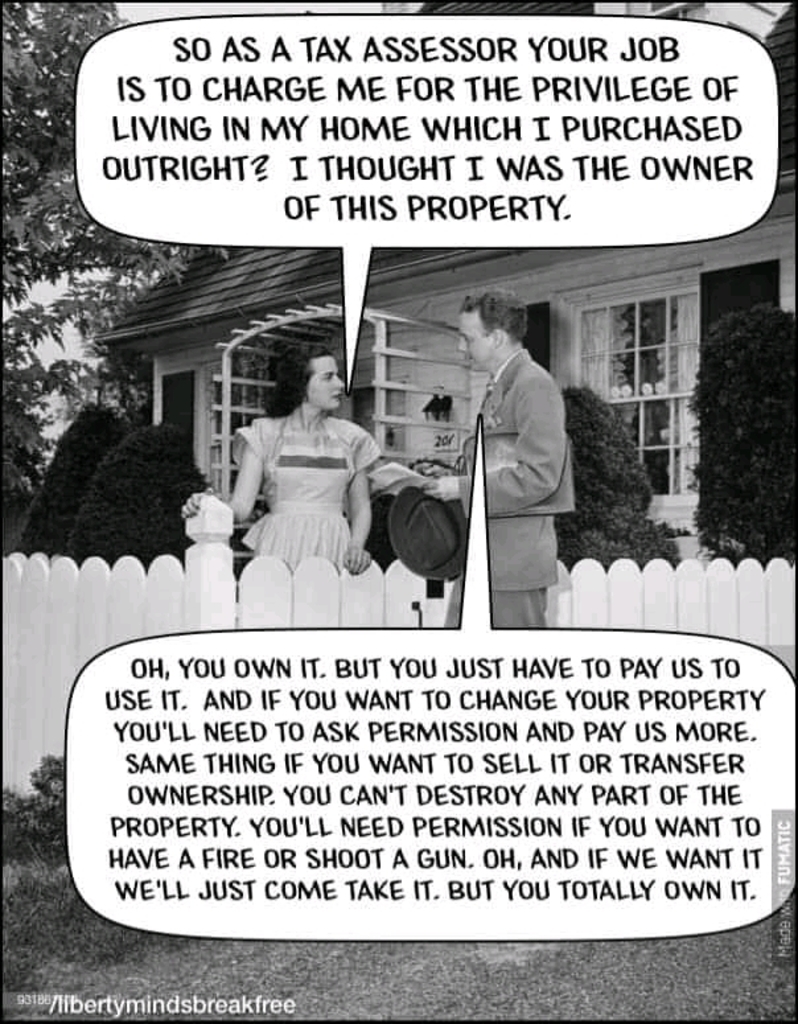 SO AS A TAX ASSESSOR YOUR JOB
IS TO CHARGE ME FOR THE PRIVILEGE OF
LIVING IN MY HOME WHICH I PURCHASED
OUTRIGHT? I THOUGHT I WAS THE OWNER
OF THIS PROPERTY.
201
OH, YOU OWN IT. BUT YOU JUST HAVE TO PAY US TO
USE IT. AND IF YOU WANT TO CHANGE YOUR PROPERTY
YOU'LL NEED TO ASK PERMISSION AND PAY US MORE.
SAME THING IF YOU WANT TO SELL IT OR TRANSFER
OWNERSHIP. YOU CAN'T DESTROY ANY PART OF THE
PROPERTY. YOU'LL NEED PERMISSION IF YOU WANT TO
HAVE A FIRE OR SHOOT A GUN. OH, AND IF WE WANT IT
WE'LL JUST COME TAKE IT. BUT YOU TOTALLY OWN IT.
Made with FUMATIC
/libertymindsbreakfree